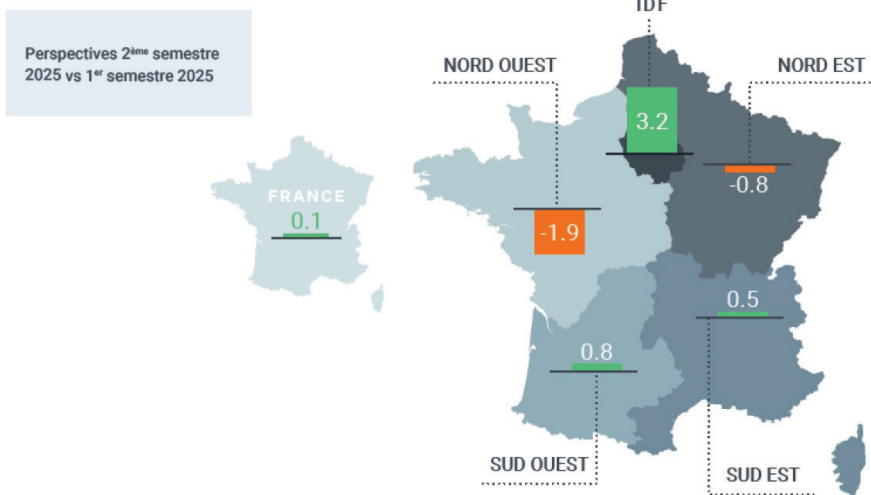 IDF
Perspectives 2ème semestre
2025 vs 1er semestre 2025
NORD OUEST
NORD EST
3.2
-0.8
FRANCE
0.1
-1.9
0.5
0.8
SUD OUEST
SUD EST